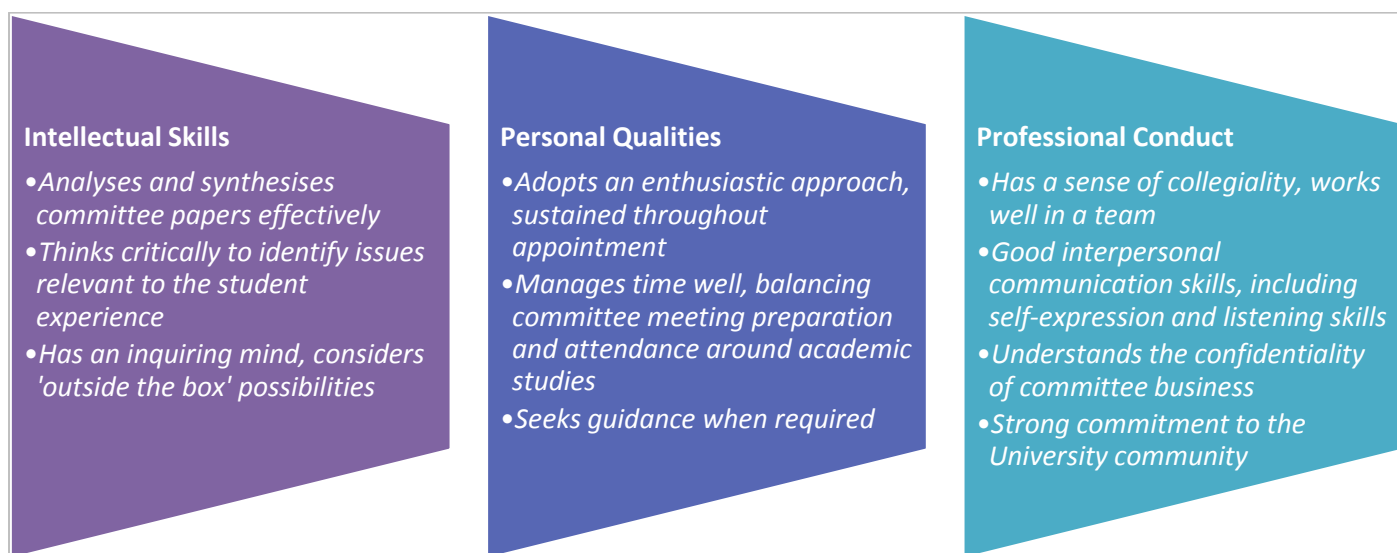 Intellectual Skills
•Analyses and synthesises
committee papers effectively
•Thinks critically to identify issues
relevant to the student
experience
•Has an inquiring mind, considers
'outside the box' possibilities
Personal Qualities
•Adopts an enthusiastic approach,
sustained throughout
appointment
•Manages time well, balancing
committee meeting preparation
and attendance around academic
studies
•Seeks guidance when required
Professional Conduct
•Has a sense of collegiality, works
well in a team
•Good interpersonal
communication skills, including
self-expression and listening skills
•Understands the confidentiality
of committee business
•Strong commitment to the
University community